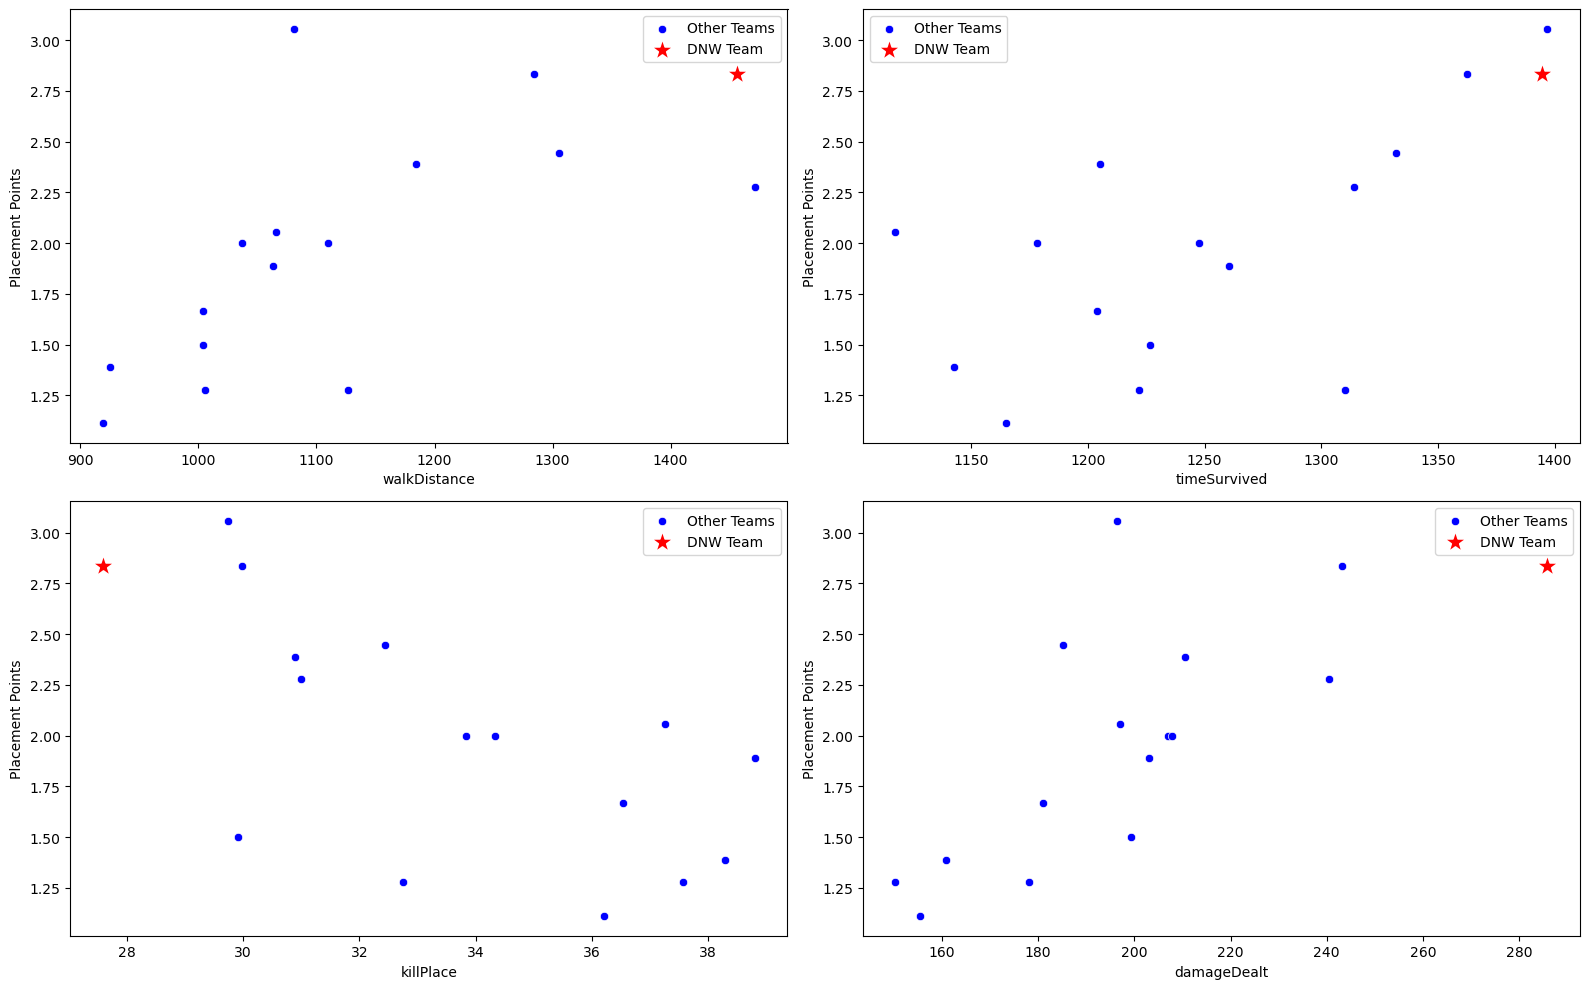 Other Teams
DNW Team
3.00
2.75
2.50
2.25
2.00
1.75
1.50
1.25
Placement Points
900 1000 1100 1200 1300 1400
walkDistance
Other Teams
DNW Team
3.00
2.75
2.50
2.25
2.00
1.75
1.50
1.25
Placement Points
1150 1200 1250 1300 1350 1400
timeSurvived
Other Teams
DNW Team
3.00
2.75
2.50
2.25
2.00
1.75
1.50
1.25
Placement Points
28 30 32 34 36 38
killPlace
Other Teams
DNW Team
3.00
2.75
2.50
2.25
2.00
1.75
1.50
1.25
Placement Points
160 180 200 220 240 260 280
damageDealt